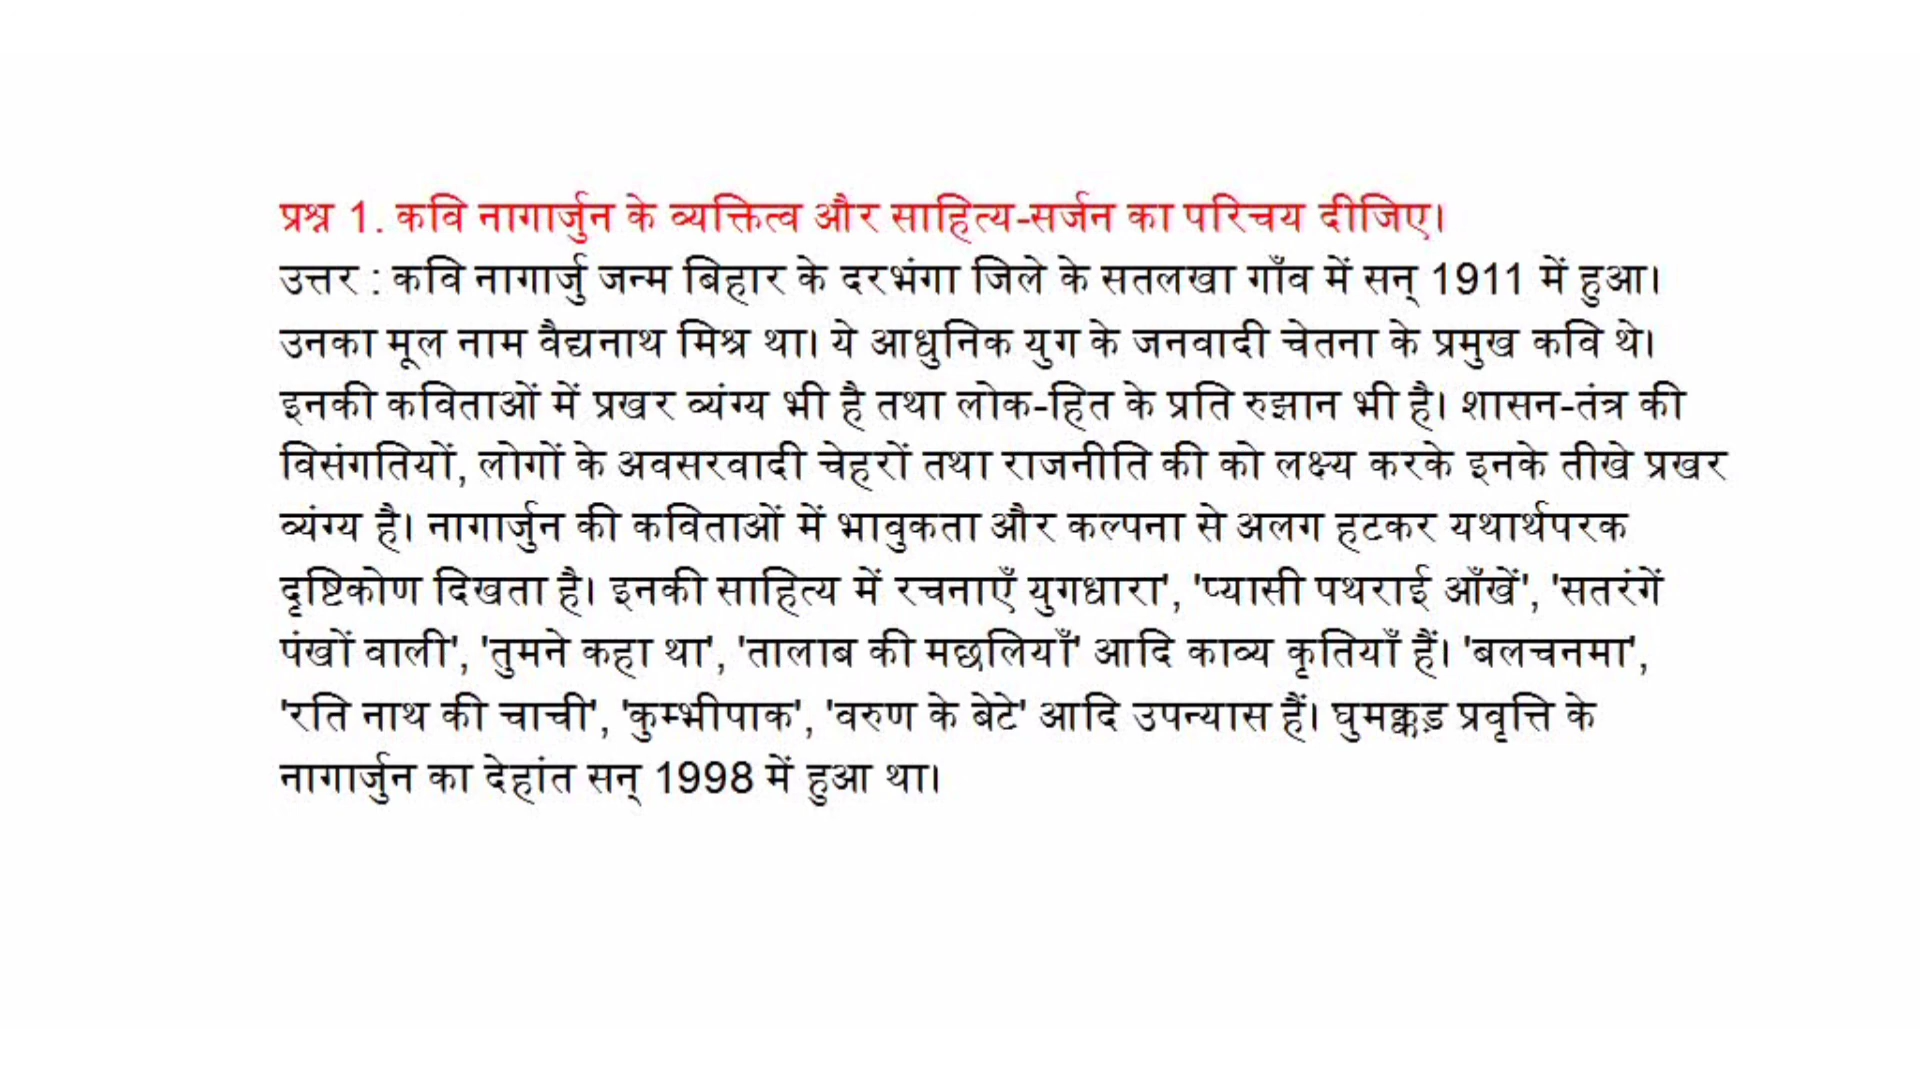 प्रश्न 1. कवि नागार्जुन के व्यक्तित्व और साहित्य-सर्जन का परिचय दीजिए।
उत्तर : कवि नागार्जु जन्म बिहार के दरभंगा जिले के सतलखा गाँव में सन् 1911 में हुआ।
उनका मूल नाम वैद्यनाथ मिश्र था। ये आधुनिक युग के जनवादी चेतना के प्रमुख कवि थे।
इनकी कविताओं में प्रखर व्यंग्य भी है तथा लोक-हित के प्रति रुझान भी है। शासन-तंत्र की
विसंगतियों, लोगों के अवसरवादी चेहरों तथा राजनीति की को लक्ष्य करके इनके तीखे प्रखर
व्यंग्य है। नागार्जुन की कविताओं में भावुकता और कल्पना से अलग हटकर यथार्थपरक
दृष्टिकोण दिखता है। इनकी साहित्य में रचनाएँ युगधारा', 'प्यासी पथराई आँखें', 'सतरंगें
पंखों वाली', 'तुमने कहा था', 'तालाब की मछलियाँ' आदि काव्य कृतियाँ हैं। 'बलचनमा',
'रति नाथ की चाची', 'कुम्भीपाक', 'वरुण के बेटे' आदि उपन्यास हैं। घुमक्कड़ प्रवृत्ति के
नागार्जुन का देहांत सन् 1998 में हुआ था।